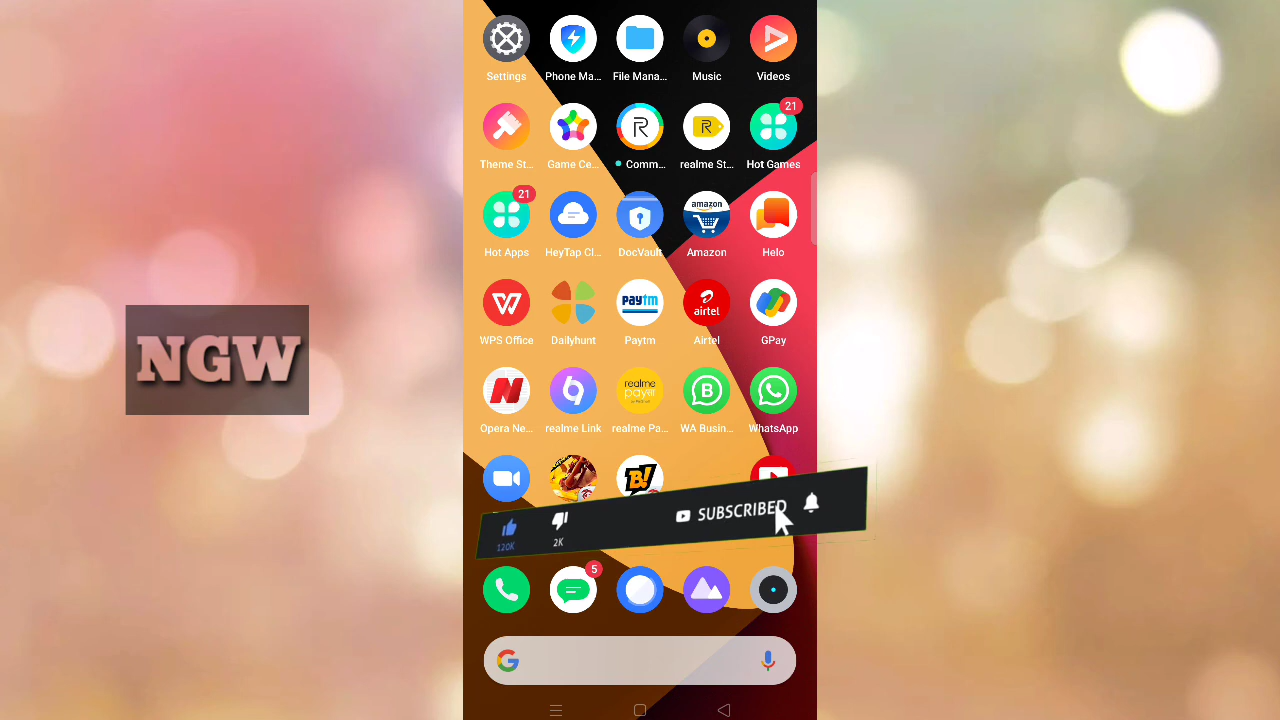 Settings
Phone Ma...
File Mana...
Music
Videos
21
Theme St...
Game Ce...
Comm...
realme St...
Hot Games
21
amazon
Hot Apps
HeyTap Cl...
DocVault
Amazon
Helo
paytm
airtel
WPS Office
Dailyhunt
Paytm
Airtel
GPay
NGW
realme
B
Opera Ne...
realme Link
realme Pa...
WA Busin...
WhatsApp
B!
120K
2K
SUBSCRIBED
5